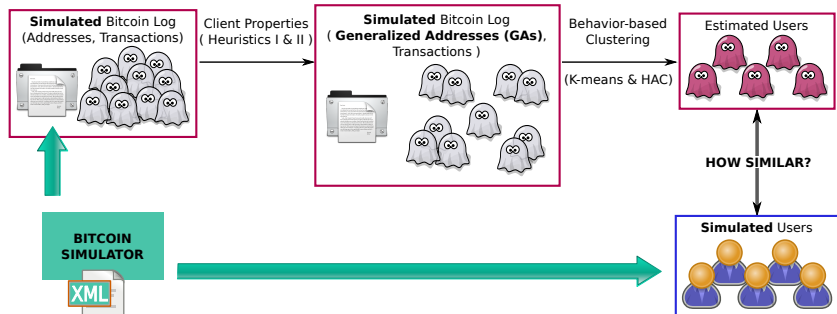 Simulated Bitcoin Log
(Addresses, Transactions)
Client Properties
( Heuristics I & II )
Simulated Bitcoin Log
( Generalized Addresses (GAs),
Transactions )
Behavior-based
Clustering
(K-means & HAC)
Estimated Users
HOW SIMILAR?
BITCOIN
SIMULATOR
XML
Simulated Users